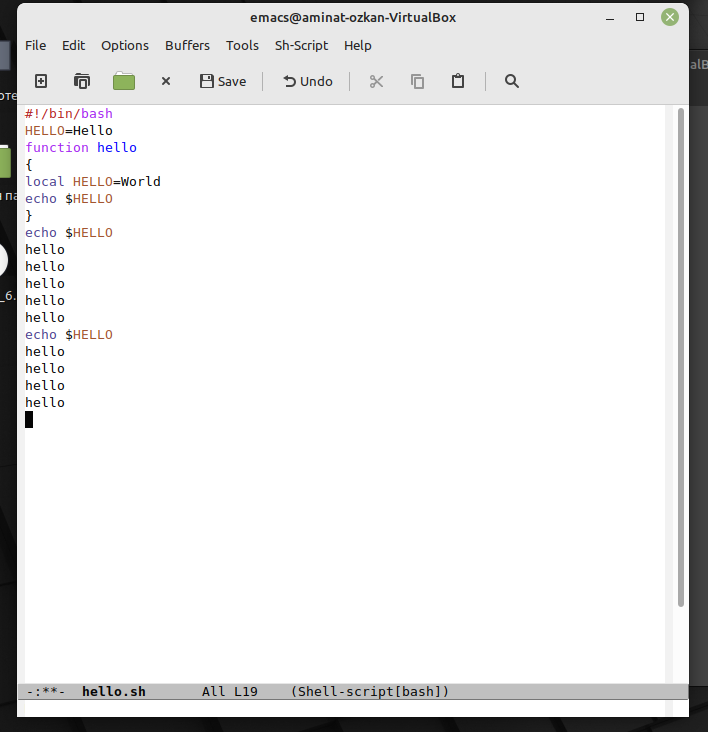 emacs@aminat-ozkan-VirtualBox
File Edit Options Buffers Tools Sh-Script Help
Save Undo
#!/bin/bash
HELLO=Hello
function hello
{
local HELLO=World
echo $HELLO
}
echo $HELLO
hello
hello
hello
hello
hello
echo $HELLO
hello
hello
hello
hello
-:**- hello.sh All L19 (Shell-script[bash])